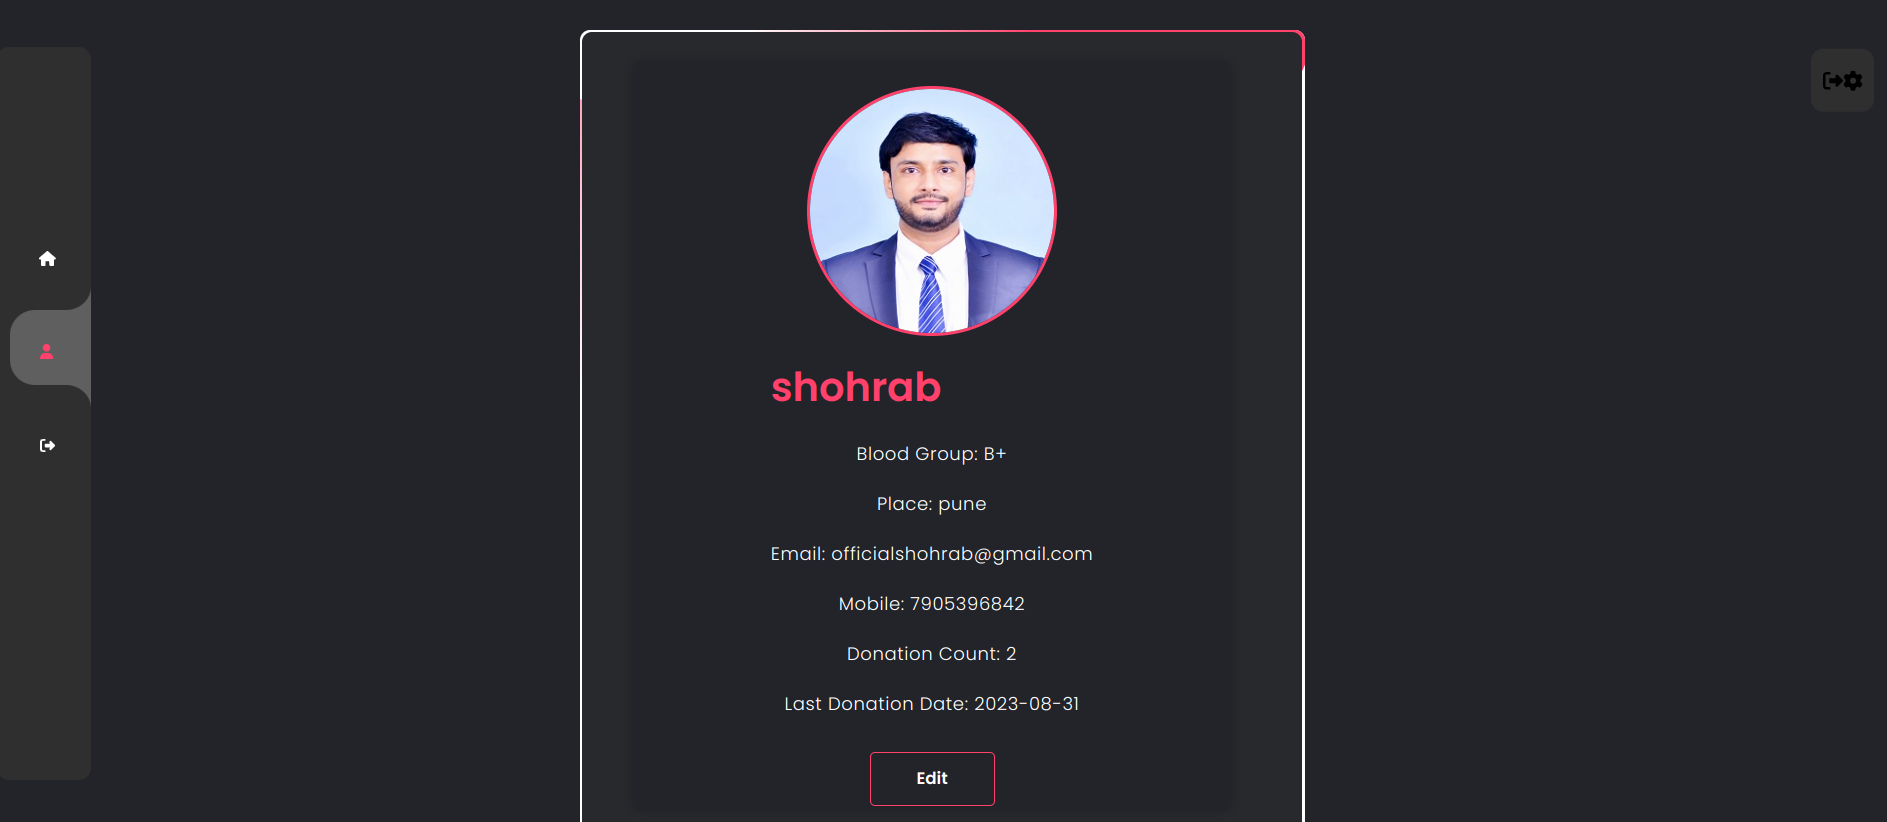 shohrab
Blood Group: B+
Place: pune
Email: officialshohrab@gmail.com
Mobile: 7905396842
Donation Count: 2
Last Donation Date: 2023-08-31
Edit